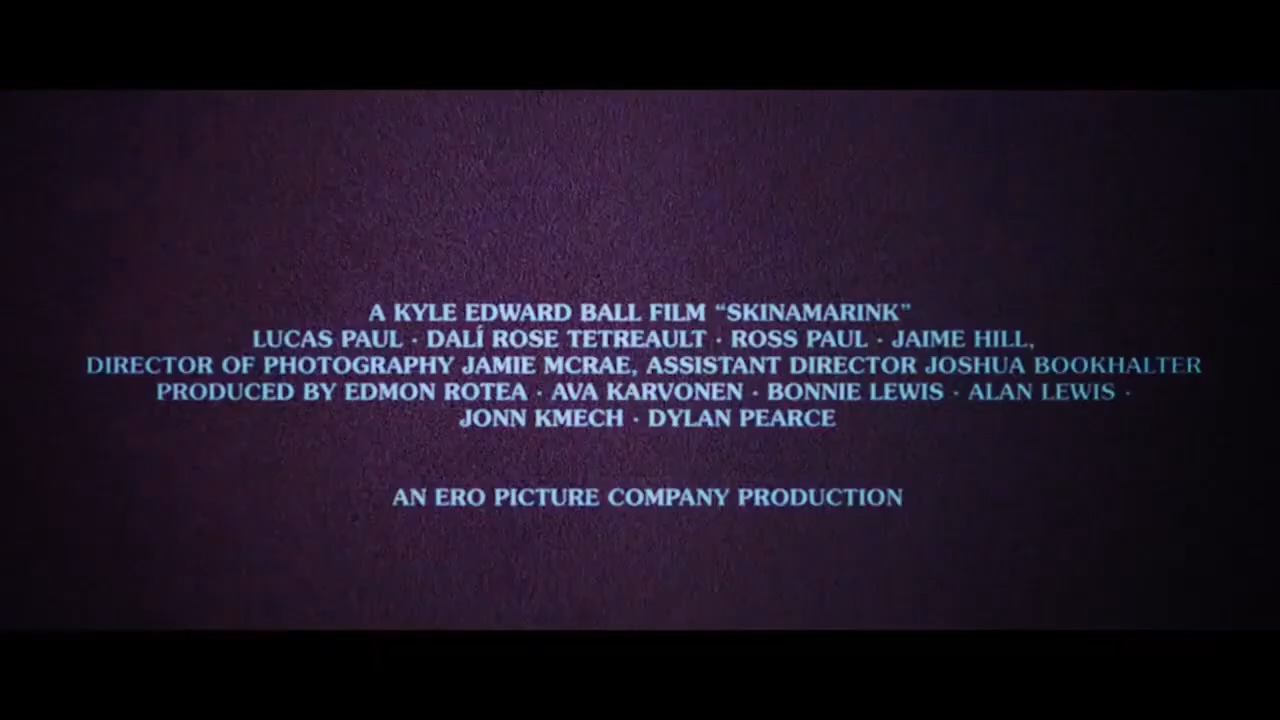 A KYLE EDWARD BALL FILM “SKINAMARINK”
LUCAS PAUL · DALÍ ROSE TETREAULT · ROSS PAUL · JAIME HILL,
DIRECTOR OF PHOTOGRAPHY JAMIE MCRAE, ASSISTANT DIRECTOR JOSHUA BOOKHALTER
PRODUCED BY EDMON ROTEA · AVA KARVONEN · BONNIE LEWIS · ALAN LEWIS ·
JONN KMECH · DYLAN PEARCE
AN ERO PICTURE COMPANY PRODUCTION